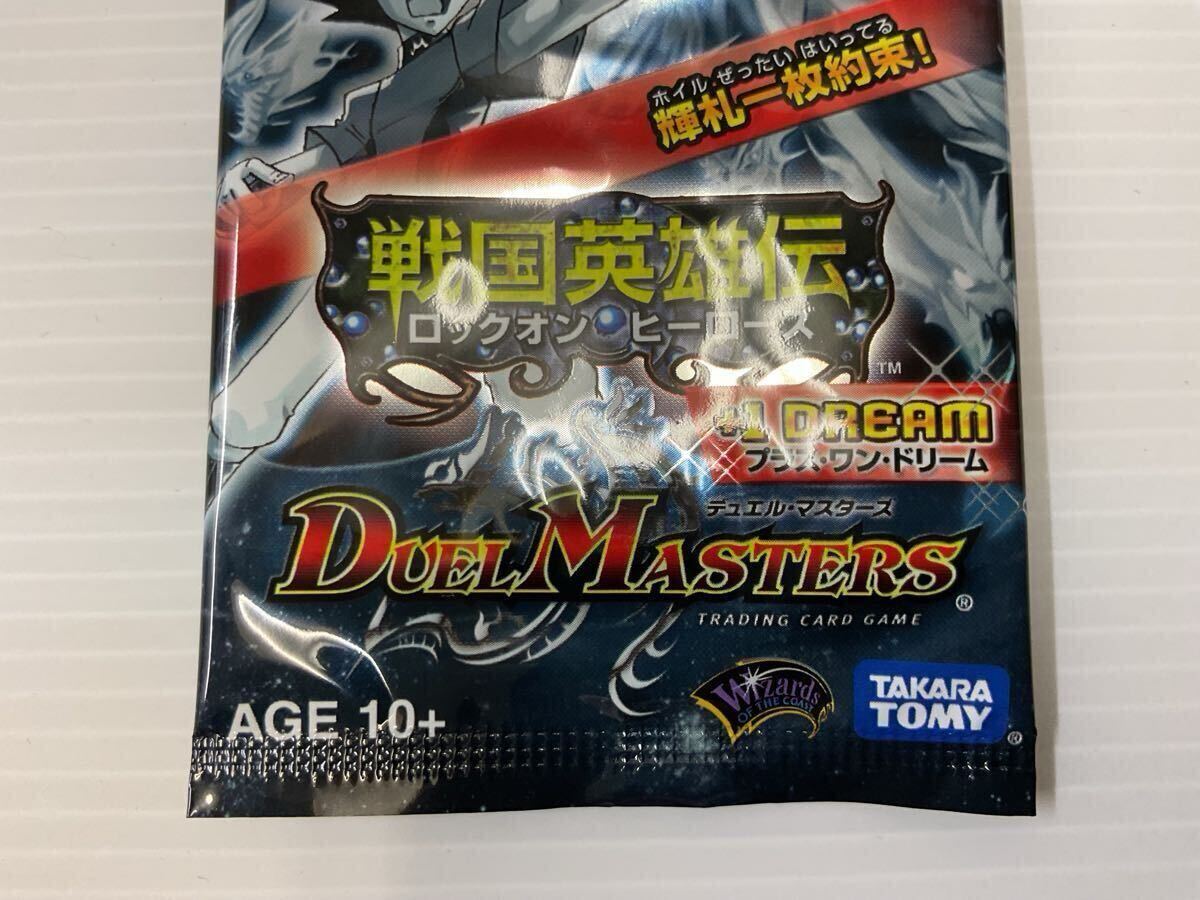 ホイル ぜったい はいってる
輝札一枚約束!
戦国英雄伝
ロックオン・ヒーローズ
TM
+1 DREAM
プラス・ワン・ドリーム
デュエル・マスターズ
DUEL MASTERS
®
TRADING CARD GAME
Wizards
OF THE COAST
TAKARA
TOMY
®
AGE 10+